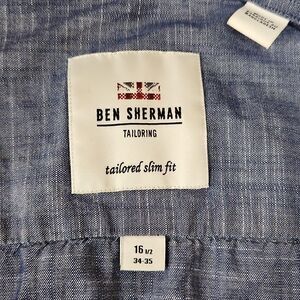 BEN SHERMAN
TAILORING
tailored slim fit
16 1/2
34-35